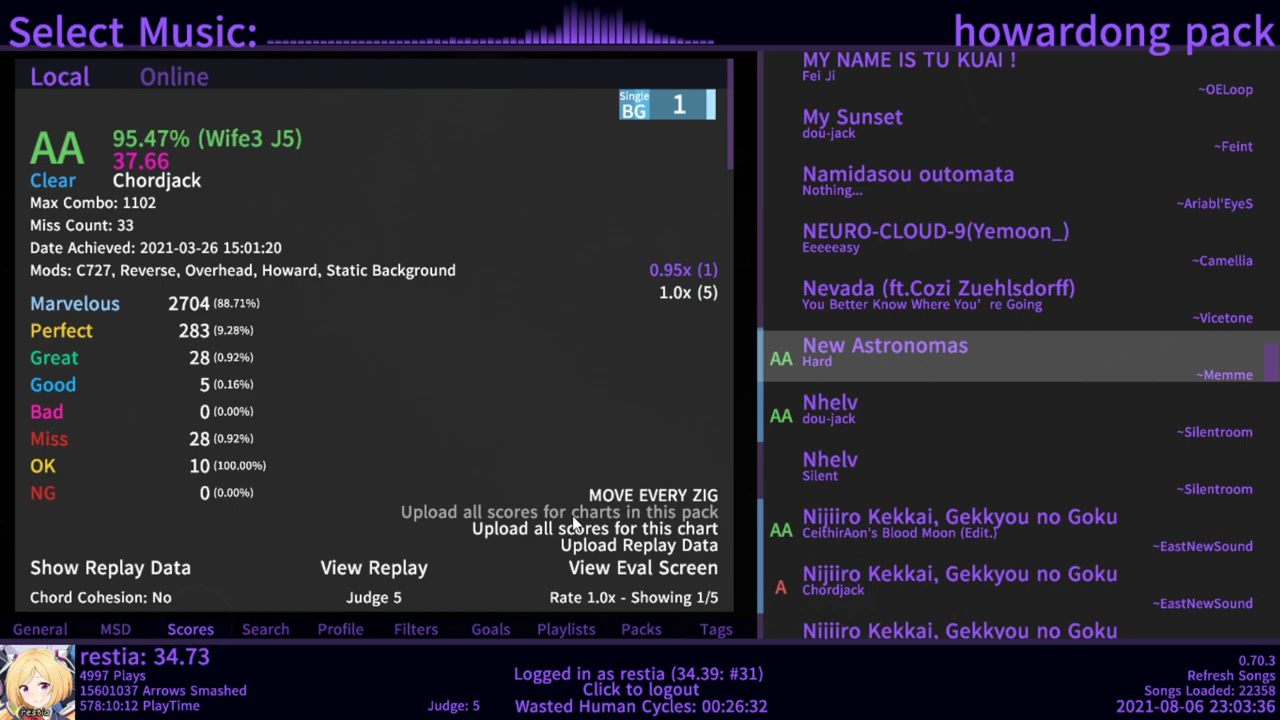 Select Music:
howardong pack
Local Online
Single BG 1
AA 95.47% (Wife3 J5)
37.66
Clear Chordjack
Max Combo: 1102
Miss Count: 33
Date Achieved: 2021-03-26 15:01:20
Mods: C727, Reverse, Overhead, Howard, Static Background
0.95x (1)
1.0x (5)
Marvelous 2704 (88.71%)
Perfect 283 (9.28%)
Great 28 (0.92%)
Good 5 (0.16%)
Bad 0 (0.00%)
Miss 28 (0.92%)
OK 10 (100.00%)
NG 0 (0.00%)
MOVE EVERY ZIG
Upload all scores for charts in this pack
Upload all scores for this chart
Upload Replay Data
Show Replay Data View Replay View Eval Screen
Chord Cohesion: No Judge 5 Rate 1.0x - Showing 1/5
MY NAME IS TU KUAI !
Fei Ji
~OELoop
My Sunset
dou-jack
~Feint
Namidasou outomata
Nothing...
~Ariabl'EyeS
NEURO-CLOUD-9(Yemoon_)
Eeeeeasy
~Camellia
Nevada (ft.Cozi Zuehlsdorff)
You Better Know Where You' re Going
~Vicetone
AA New Astronomas
Hard
~Memme
AA Nhelv
dou-jack
~Silentroom
Nhelv
Silent
~Silentroom
AA Nijiiro Kekkai, Gekkyou no Goku
CeithirAon's Blood Moon (Edit.)
~EastNewSound
A Nijiiro Kekkai, Gekkyou no Goku
Chordjack
~EastNewSound
Nijiiro Kekkai, Gekkyou no Goku
General MSD Scores Search Profile Filters Goals Playlists Packs Tags
restia
restia: 34.73
4997 Plays
15601037 Arrows Smashed
578:10:12 PlayTime
Judge: 5
Logged in as restia (34.39: #31)
Click to logout
Wasted Human Cycles: 00:26:32
0.70.3
Refresh Songs
Songs Loaded: 22358
2021-08-06 23:03:36